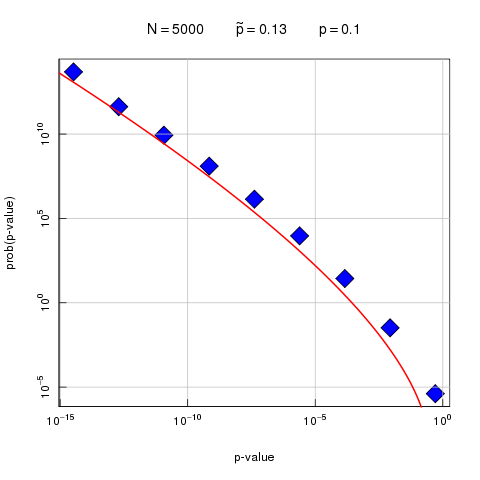 N = 5000 p̃ = 0.13 p = 0.1
prob(p-value)
10^10
10^5
10^0
10^-5
10^-15 10^-10 10^-5 10^0
p-value